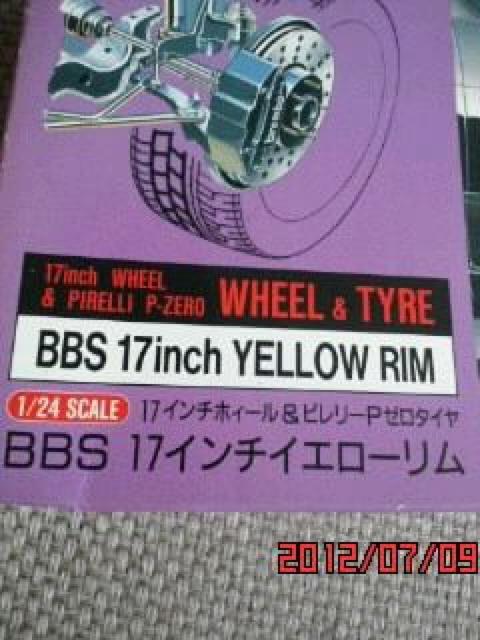 17inch WHEEL
& PIRELLI P-ZERO
WHEEL & TYRE
BBS 17inch YELLOW RIM
1/24 SCALE
17インチホィール&ピレリーPゼロタイヤ
BBS 17インチイエローリム
2012/07/09